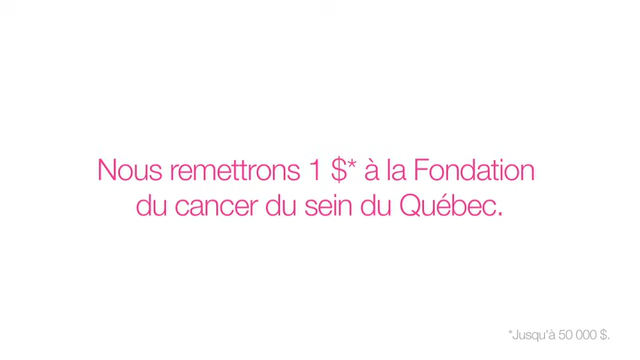 Nous remettrons 1 $* à la Fondation
du cancer du sein du Québec.
*Jusqu'à 50 000 $.